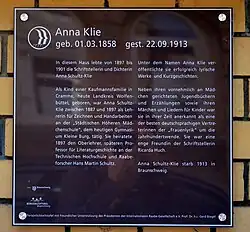 Anna Klie
geb. 01.03.1858 gest. 22.09.1913
In diesem Haus lebte von 1897 bis
1901 die Schriftstellerin und Dichterin
Anna Schultz-Klie
Als Kind einer Kaufmannsfamilie in
Cramme, heute Landkreis Wolfen-
büttel, geboren, war Anna Schultz-
Klie zwischen 1887 und 1897 als Leh-
rerin für Zeichnen und Handarbeiten
an der „Städtischen Höheren Mäd-
chenschule", dem heutigen Gymnasi-
um Kleine Burg, tätig. Sie heiratete
1897 den Oberlehrer, späteren Pro-
fessor für Literaturgeschichte an der
Technischen Hochschule und Raabe-
forscher Hans Martin Schultz.
Unter dem Namen Anna Klie ver-
öffentlichte sie erfolgreich lyrische
Werke und Kurzgeschichten.
Neben ihren vornehmlich an Mäd-
chen gerichteten Jugendbüchern
und Erzählungen sowie ihren
Märchen und Liedern für Kinder war
sie in ihrer Zeit anerkannt als eine
der besten deutschsprachigen Vertre-
terinnen der „Frauenlyrik" um die
Jahrhundertwende. Sie war eine
enge Freundin der Schriftstellerin
Ricarda Huch.
Anna Schultz-Klie starb 1913 in
Braunschweig